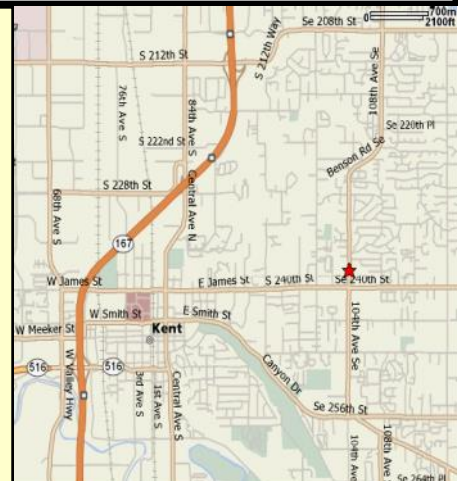 700m
2100ft
Se 208th St
S 212th Way
S 212th St
108th Ave Se
76th Ave S
84th Ave S
Se 220th Pl
S 222nd St
Benson Rd Se
S 228th St
68th Ave S
Central Ave N
167
W James St
E James St
S 240th St
Se 240th St
W Smith St
E Smith St
104th Ave Se
W Meeker St
Kent
516
516
W Valley Hwy
3rd Ave S
1st Ave S
Central Ave S
Canyon Dr
Se 256th St
104th Ave
108th Ave S
Se 264th Pl